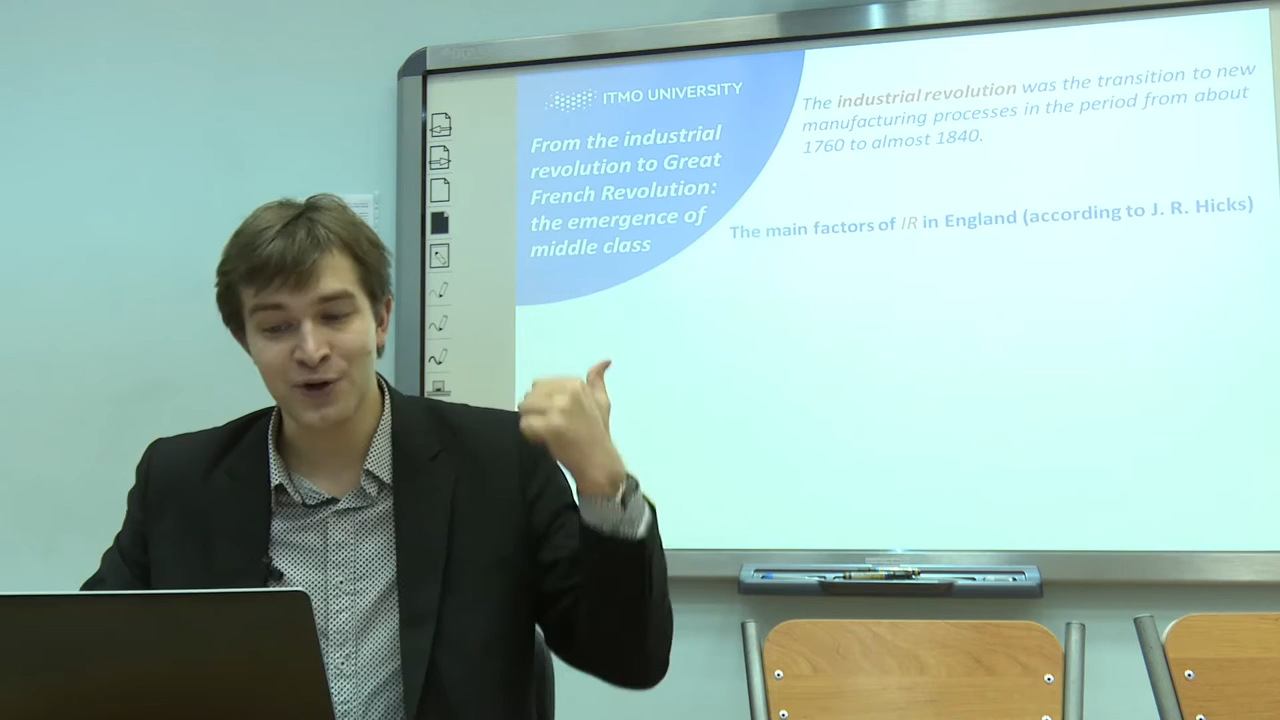 ITMO UNIVERSITY
From the industrial
revolution to Great
French Revolution:
the emergence of
middle class
The industrial revolution was the transition to new
manufacturing processes in the period from about
1760 to almost 1840.
The main factors of IR in England (according to J. R. Hicks)